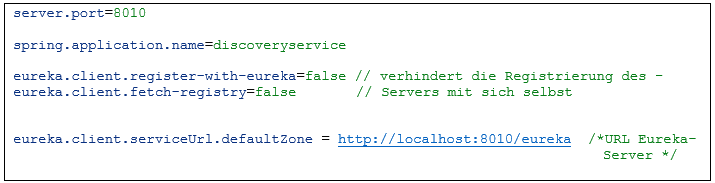 server.port=8010
spring.application.name=discoveryservice
eureka.client.register-with-eureka=false // verhindert die Registrierung des -
eureka.client.fetch-registry=false // Servers mit sich selbst
eureka.client.serviceUrl.defaultZone = http://localhost:8010/eureka /*URL Eureka-
Server */